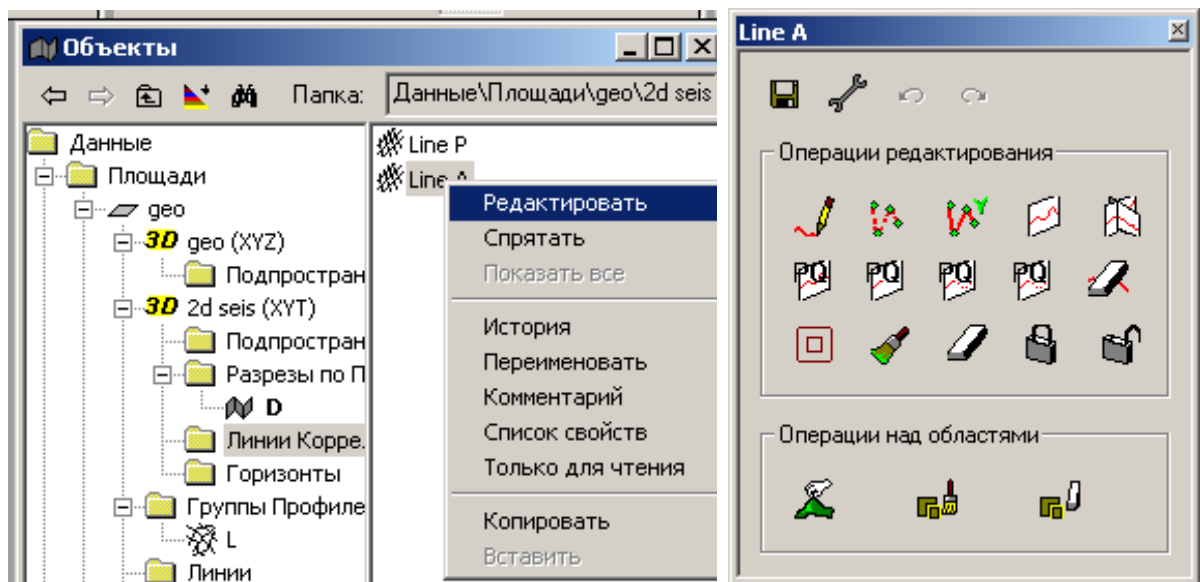 Объекты
Папка: Данные\Площади\geo\2d seis
Данные
Площади
geo
3D geo (XYZ)
Подпростран
3D 2d seis (XYT)
Подпростран
Разрезы по П
D
Линии Корре.
Горизонты
Группы Профиле
L
Линии
Line P
Line A
Редактировать
Спрятать
Показать все
История
Переименовать
Комментарий
Список свойств
Только для чтения
Копировать
Вставить
Line A
Операции редактирования
PQ PQ PQ PQ
Операции над областями